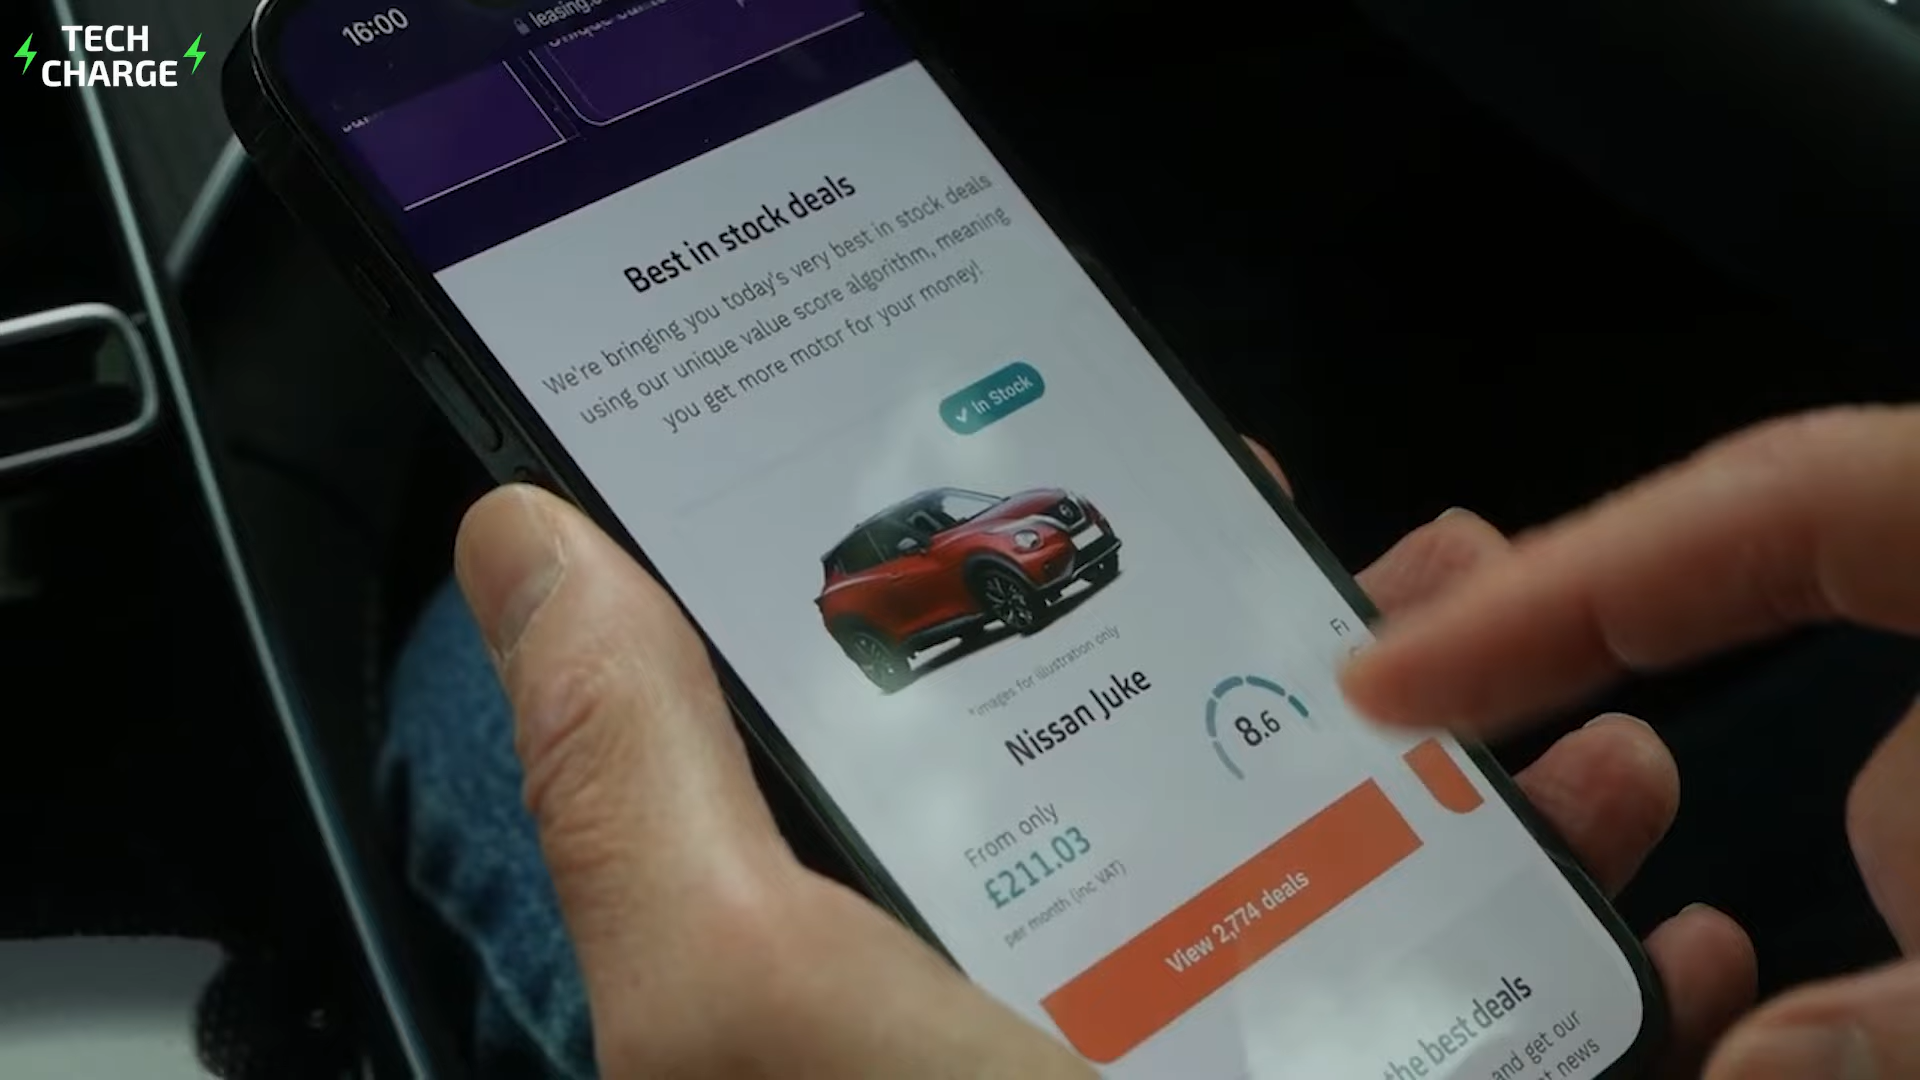 TECH
CHARGE
16:00
leasing.
Best in stock deals
We're bringing you today's very best in stock deals
using our unique value score algorithm, meaning
you get more motor for your money!
✓ In Stock
*Images for illustration only
Nissan Juke
8.6
From only
£211.03
per month (inc VAT)
View 2,774 deals
the best deals
and get our
news